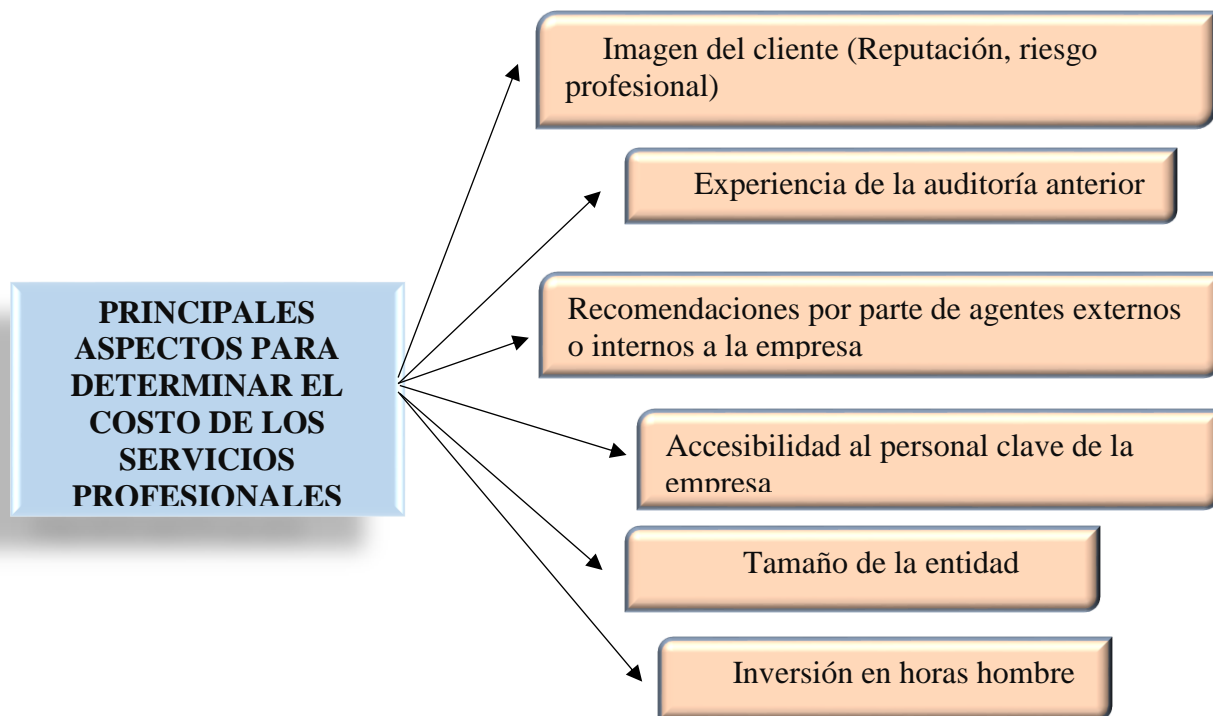 Imagen del cliente (Reputación, riesgo
profesional)
Experiencia de la auditoría anterior
PRINCIPALES
ASPECTOS PARA
DETERMINAR EL
COSTO DE LOS
SERVICIOS
PROFESIONALES
Recomendaciones por parte de agentes externos
o internos a la empresa
Accesibilidad al personal clave de la
empresa
Tamaño de la entidad
Inversión en horas hombre